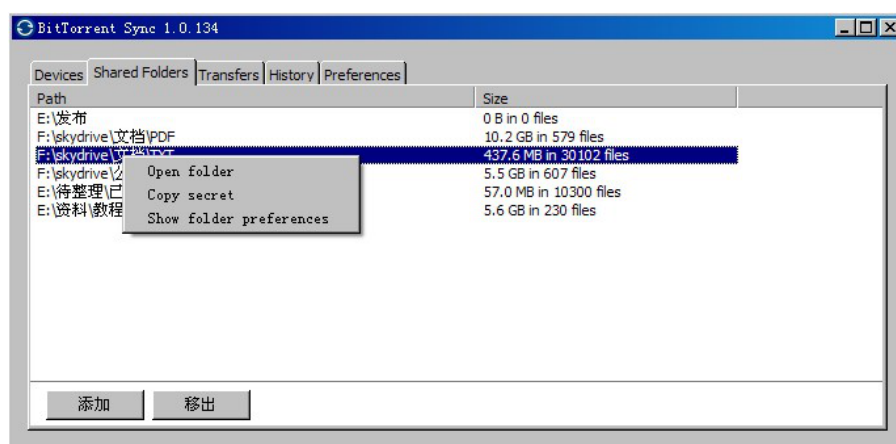 BitTorrent Sync 1.0.134
Devices Shared Folders Transfers History Preferences
Path Size
E:\发布 0 B in 0 files
F:\skydrive\文档\PDF 10.2 GB in 579 files
F:\skydrive\文档\TXT 437.6 MB in 30102 files
F:\skydrive\ 5.5 GB in 607 files
E:\待整理\已 57.0 MB in 10300 files
E:\资料\教程 5.6 GB in 230 files
Open folder
Copy secret
Show folder preferences
添加 移出